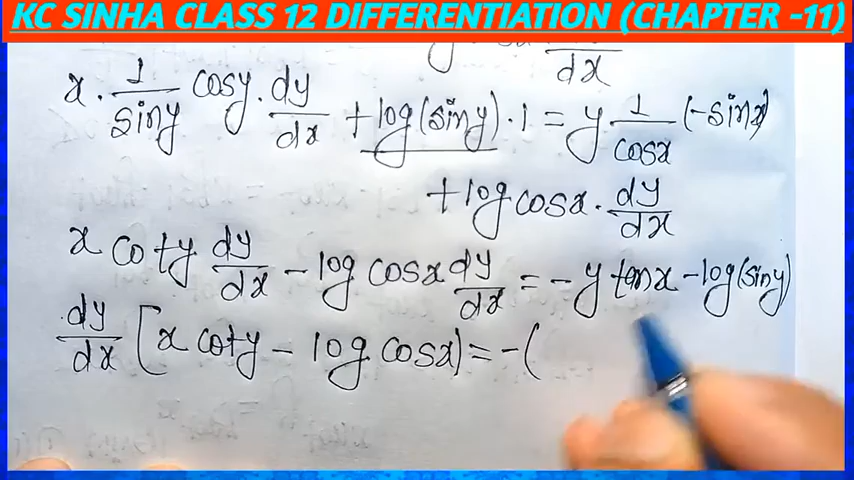 KC SINHA CLASS 12 DIFFERENTIATION (CHAPTER -11)
dx
x · 1/siny cosy · dy/dx + log(siny) · 1 = y 1/cosx (-sinx)
+ log cosx · dy/dx
x coty dy/dx - log cosx dy/dx = - y tanx - log(siny)
dy/dx [x coty - log cosx] = -(